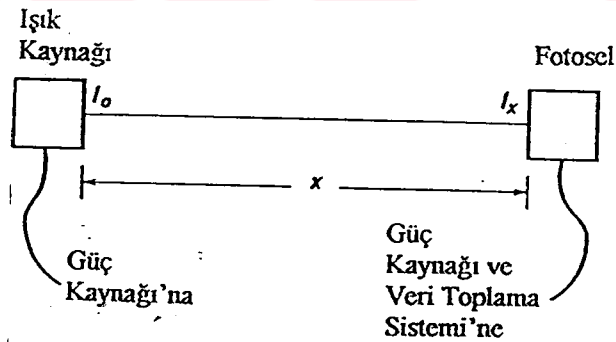 Işık
Kaynağı
Fotosel
I₀
Iₓ
x
Güç
Kaynağı'na
Güç
Kaynağı ve
Veri Toplama
Sistemi'ne